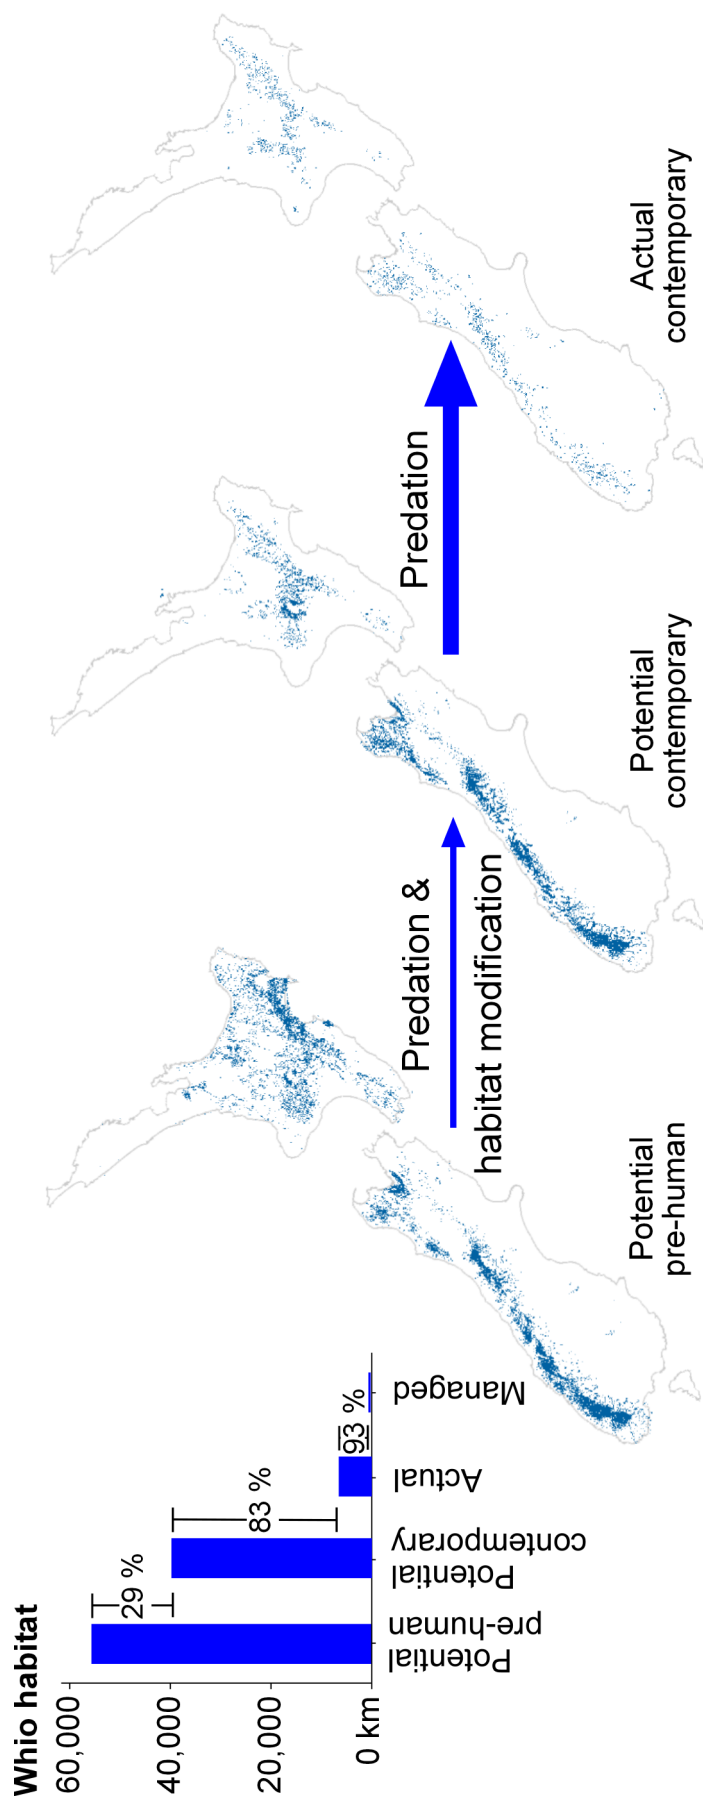 Whio habitat
60,000
40,000
20,000
0 km
29 %
83 %
93 %
Potential
pre-human
Potential
contemporary
Actual
Managed
Potential
pre-human
Predation &
habitat modification
Potential
contemporary
Predation
Actual
contemporary